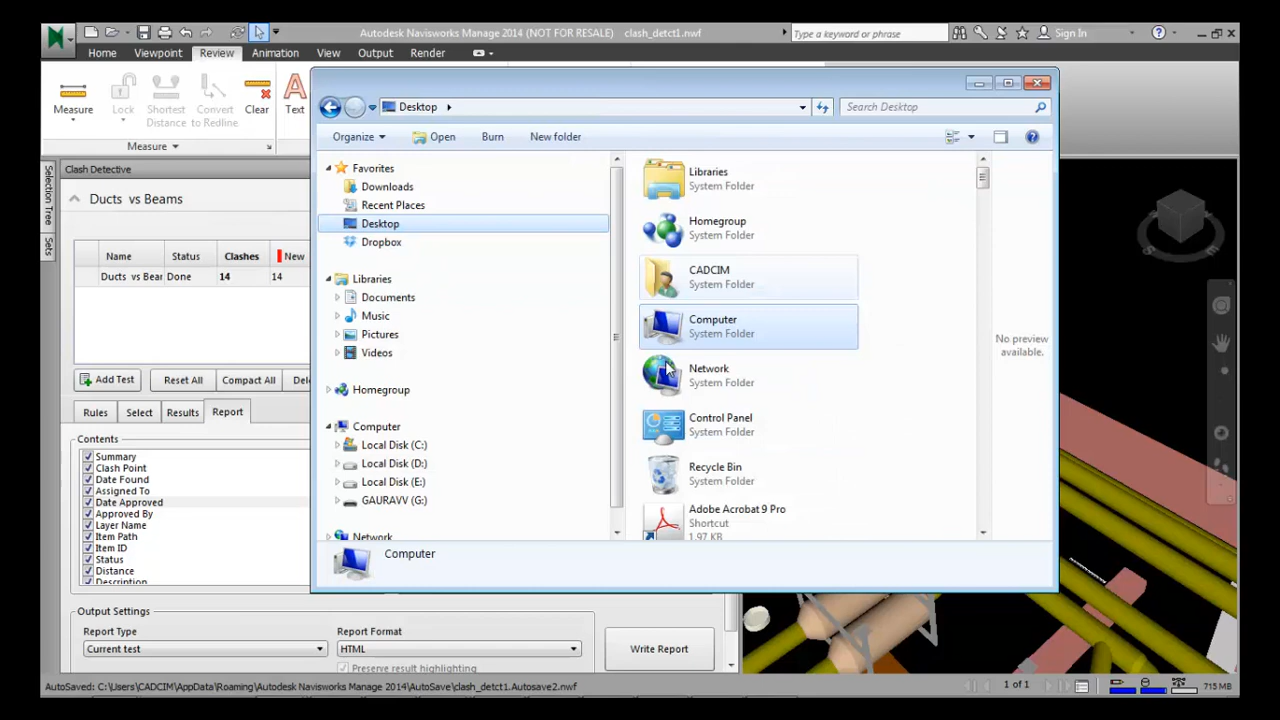 Autodesk Navisworks Manage 2014 (NOT FOR RESALE) clash_detct1.nwf
Type a keyword or phrase
Sign In
Home Viewpoint Review Animation View Output Render
Measure
Lock
Shortest Distance
Convert to Redline
Clear
Text
Measure
Desktop
Search Desktop
Organize Open Burn New folder
Clash Detective
Selection Tree
Sets
Ducts vs Beams
Name Status Clashes New
Ducts vs Bear Done 14 14
Add Test Reset All Compact All Del
Rules Select Results Report
Contents
Summary
Clash Point
Date Found
Assigned To
Date Approved
Approved By
Layer Name
Item Path
Item ID
Status
Distance
Description
Favorites
Downloads
Recent Places
Desktop
Dropbox
Libraries
Documents
Music
Pictures
Videos
Homegroup
Computer
Local Disk (C:)
Local Disk (D:)
Local Disk (E:)
GAURAVV (G:)
Network
Libraries
System Folder
Homegroup
System Folder
CADCIM
System Folder
Computer
System Folder
Network
System Folder
Control Panel
System Folder
Recycle Bin
System Folder
Adobe Acrobat 9 Pro
Shortcut
1.97 KB
No preview
available.
Computer
Output Settings
Report Type
Current test
Report Format
HTML
Preserve result highlighting
Write Report
AutoSaved: C:\Users\CADCIM\AppData\Roaming\Autodesk Navisworks Manage 2014\AutoSave\clash_detct1.Autosave2.nwf
1 of 1
715 MB